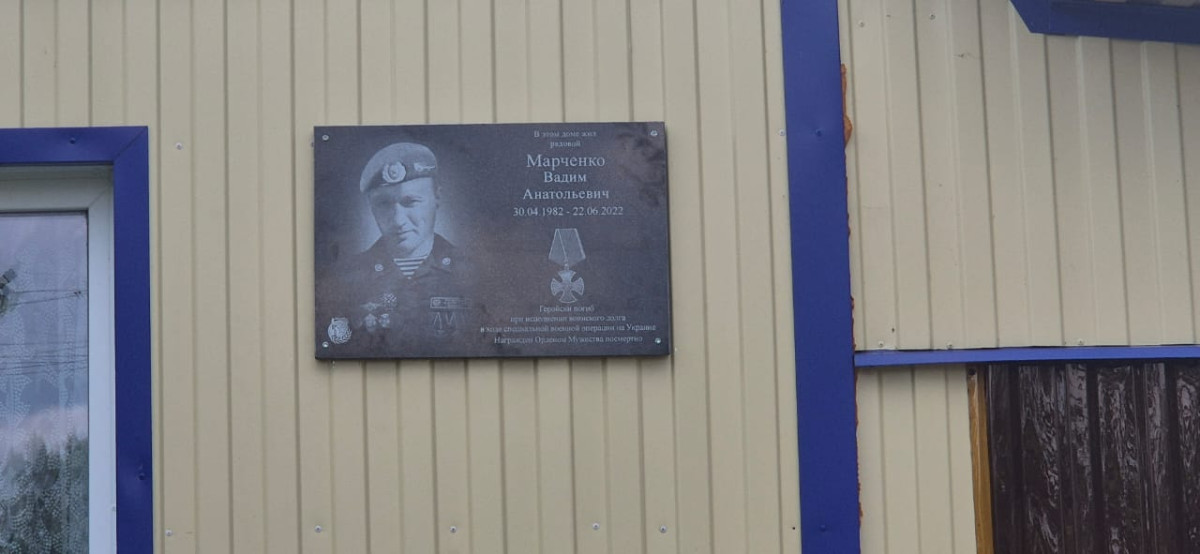 В этом доме жил
рядовой
Марченко
Вадим
Анатольевич
30.04.1982 - 22.06.2022
Геройски погиб
при исполнении воинского долга
в ходе специальной военной операции на Украине
Награжден Орденом Мужества посмертно